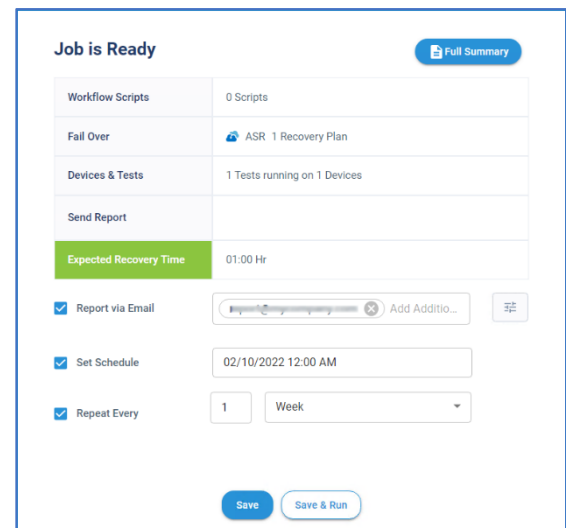 Job is Ready
Full Summary
Workflow Scripts
0 Scripts
Fail Over
ASR 1 Recovery Plan
Devices & Tests
1 Tests running on 1 Devices
Send Report
Expected Recovery Time
01:00 Hr
Report via Email
Add Additio...
Set Schedule
02/10/2022 12:00 AM
Repeat Every
1
Week
Save
Save & Run